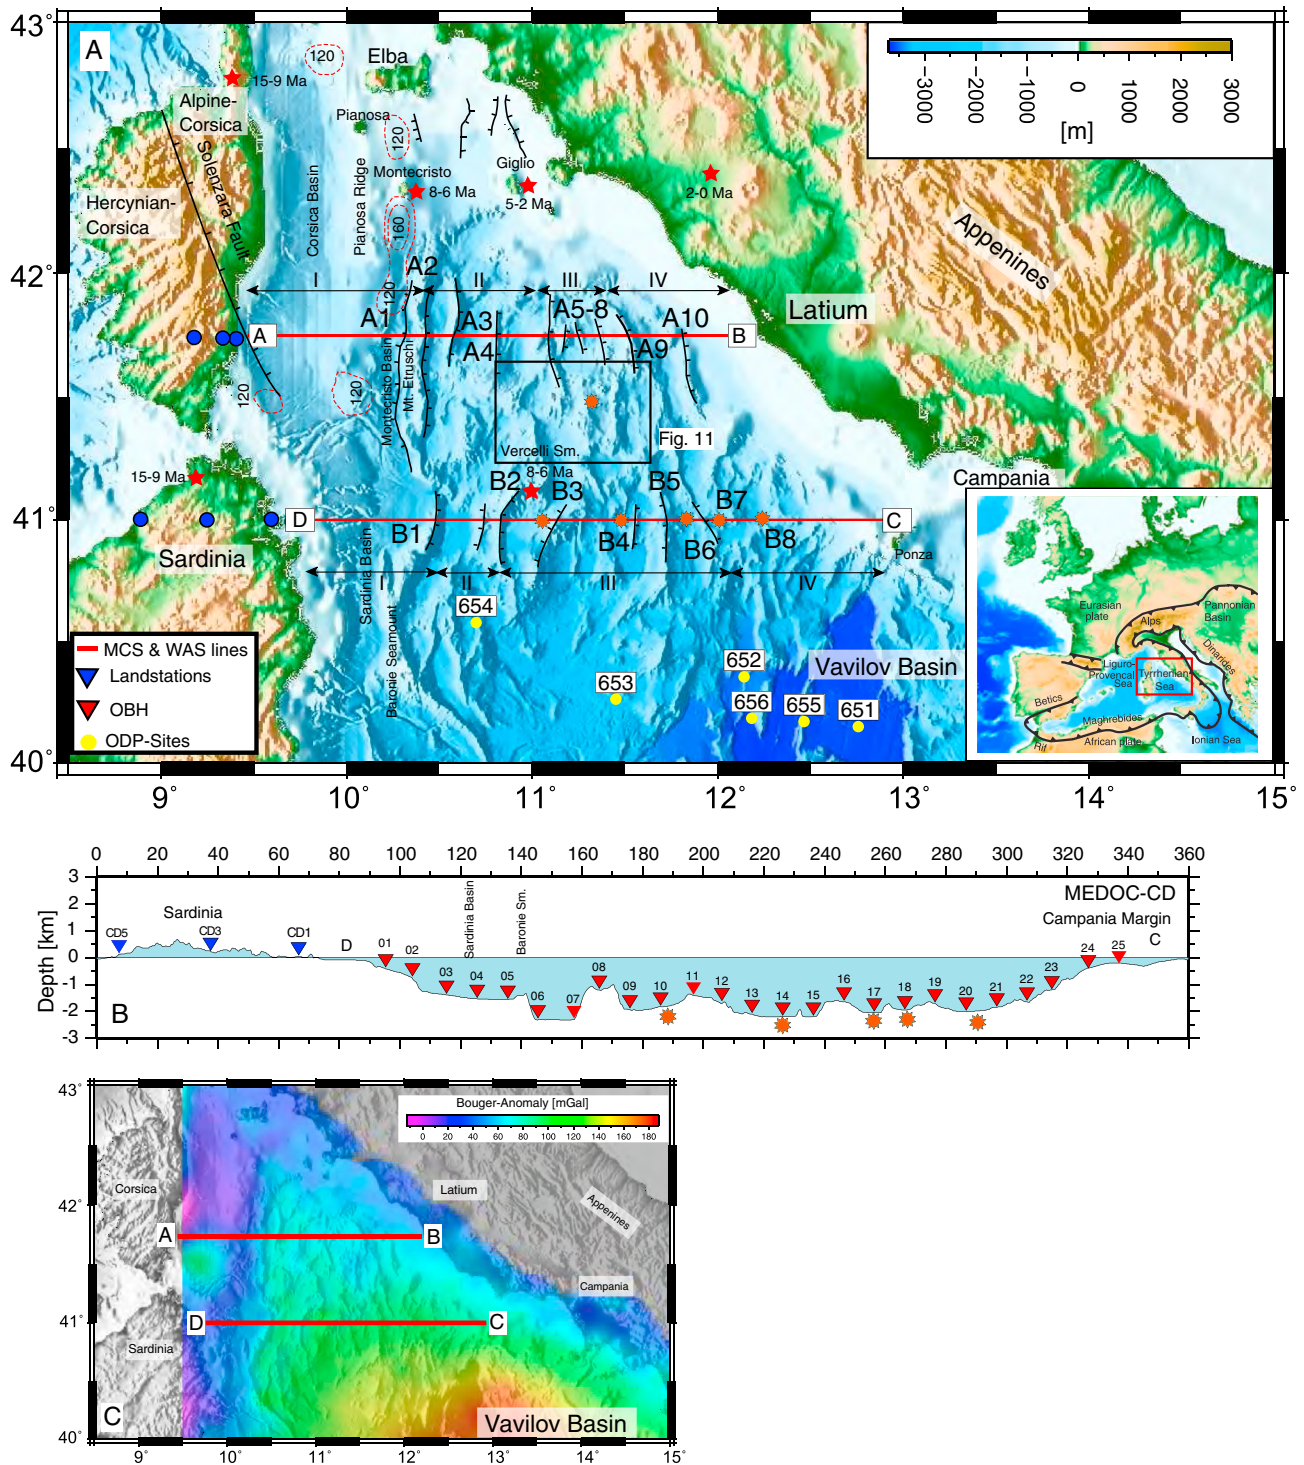 43°
42°
41°
40°
9°
10°
11°
12°
13°
14°
15°
A
120
Elba
15-9 Ma
Alpine-
Corsica
Solenzara Fault
Hercynian-
Corsica
Corsica Basin
Pianosa Ridge
Pianosa
120
Montecristo
8-6 Ma
160
120
Giglio
5-2 Ma
2-0 Ma
Appenines
Latium
−3000
−2000
−1000
0
1000
2000
3000
[m]
I
A2
II
III
IV
A1
A3
A5-8
A10
A
B
A4
A9
Montecristo Basin
Mt. Etruschi
120
120
Fig. 11
Vercelli Sm.
8-6 Ma
15-9 Ma
Campania
B2
B3
B5
B7
D
C
B1
B4
B6
B8
Ponza
Sardinia
Sardinia Basin
Baronie Seamount
I
II
III
IV
654
653
652
656
655
651
Vavilov Basin
MCS & WAS lines
Landstations
OBH
ODP-Sites
Eurasian
plate
Alps
Pannonian
Basin
Dinarides
Liguro-
Provencal
Sea
Tyrrhenian
Sea
Betics
Maghrebides
Rif
African plate
Ionian Sea
0 20 40 60 80 100 120 140 160 180 200 220 240 260 280 300 320 340 360
3
2
1
0
-1
-2
-3
Depth [km]
B
Sardinia
CD5
CD3
CD1
D
Sardinia Basin
Baronie Sm.
MEDOC-CD
Campania Margin
C
01
02
03
04
05
06
07
08
09
10
11
12
13
14
15
16
17
18
19
20
21
22
23
24
25
43°
42°
41°
40°
9°
10°
11°
12°
13°
14°
15°
Bouger-Anomaly [mGal]
0 20 40 60 80 100 120 140 160 180
Corsica
Latium
Appenines
A
B
Campania
D
C
Sardinia
C
Vavilov Basin